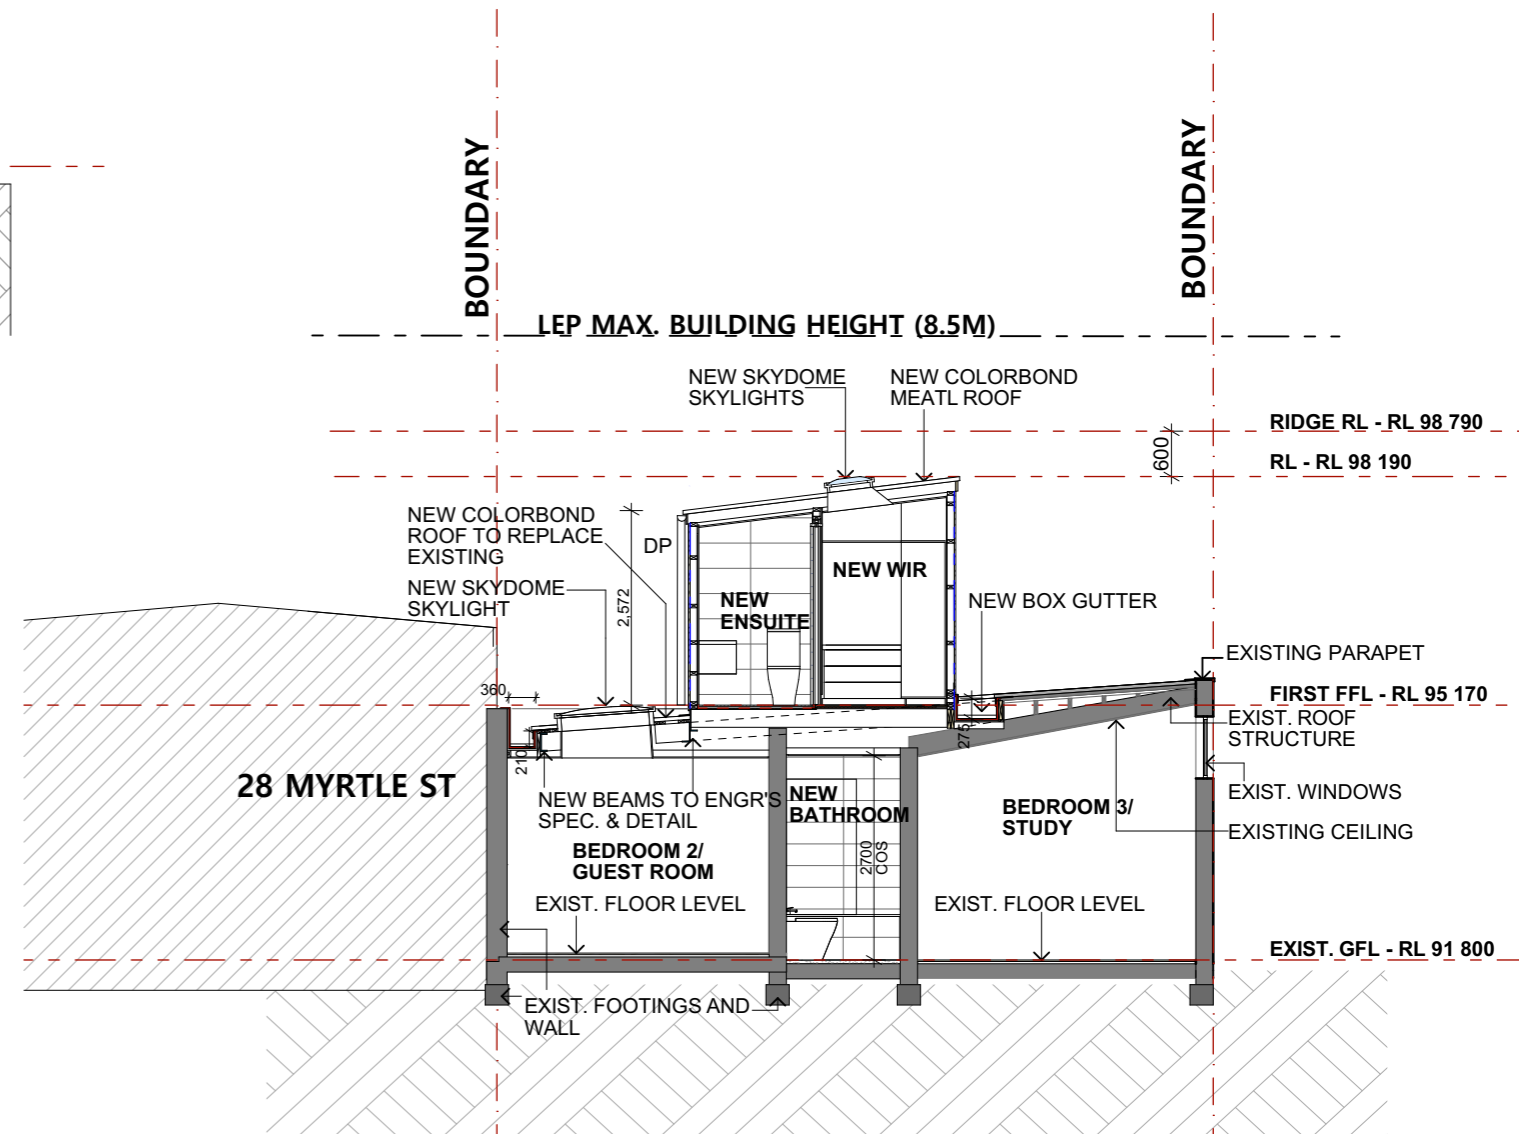 BOUNDARY
BOUNDARY
LEP MAX. BUILDING HEIGHT (8.5M)
NEW SKYDOME
SKYLIGHTS
NEW COLORBOND
MEATL ROOF
RIDGE RL - RL 98 790
600
RL - RL 98 190
NEW COLORBOND
ROOF TO REPLACE
EXISTING
DP
NEW SKYDOME
SKYLIGHT
2,572
NEW
ENSUITE
NEW WIR
NEW BOX GUTTER
EXISTING PARAPET
360
FIRST FFL - RL 95 170
EXIST. ROOF
STRUCTURE
275
210
28 MYRTLE ST
NEW BEAMS TO ENGR'S
SPEC. & DETAIL
NEW
BATHROOM
BEDROOM 3/
STUDY
EXIST. WINDOWS
EXISTING CEILING
BEDROOM 2/
GUEST ROOM
2700
COS
EXIST. FLOOR LEVEL
EXIST. FLOOR LEVEL
EXIST. GFL - RL 91 800
EXIST. FOOTINGS AND
WALL